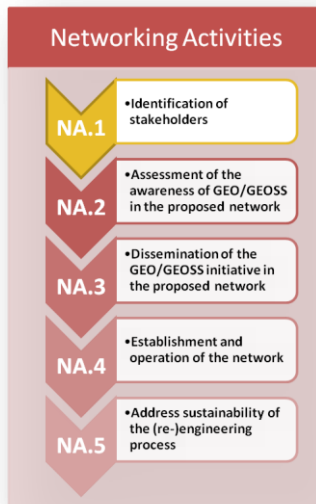 Networking Activities
NA.1
•Identification of
stakeholders
NA.2
•Assessment of the
awareness of GEO/GEOSS
in the proposed network
NA.3
•Dissemination of the
GEO/GEOSS initiative in
the proposed network
NA.4
•Establishment and
operation of the network
NA.5
•Address sustainability of
the (re-)engineering
process